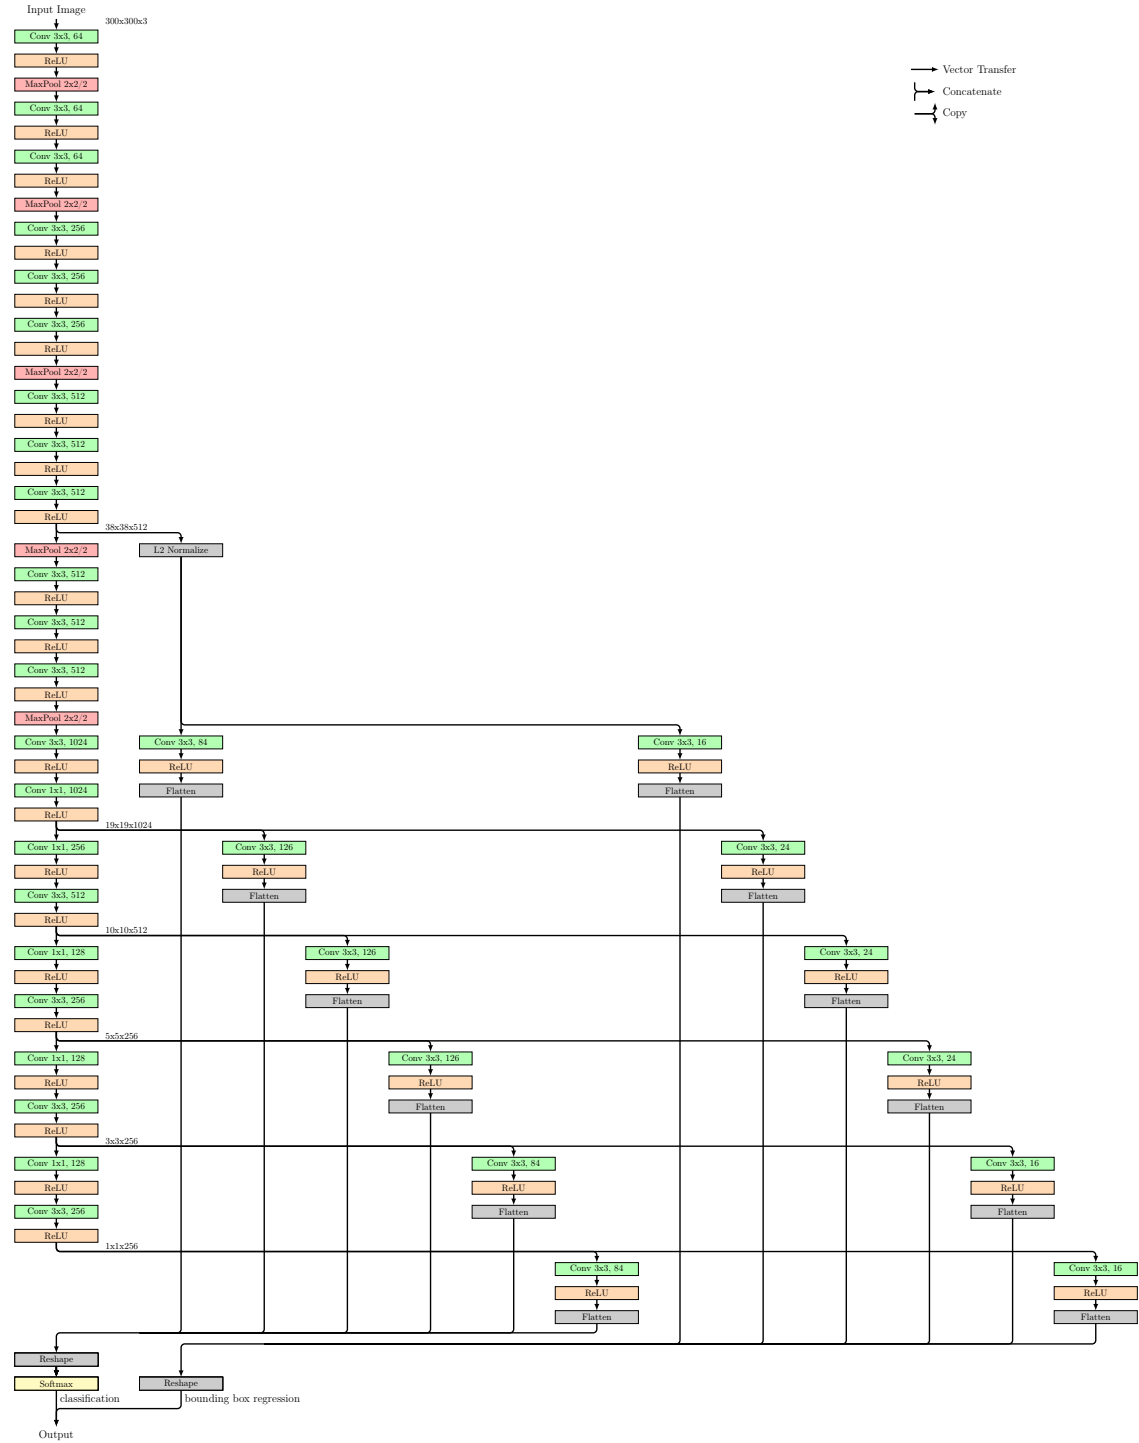 Input Image
300x300x3
Conv 3x3, 64
ReLU
MaxPool 2x2/2
Conv 3x3, 64
ReLU
Conv 3x3, 64
ReLU
MaxPool 2x2/2
Conv 3x3, 256
ReLU
Conv 3x3, 256
ReLU
Conv 3x3, 256
ReLU
MaxPool 2x2/2
Conv 3x3, 512
ReLU
Conv 3x3, 512
ReLU
Conv 3x3, 512
ReLU
38x38x512
MaxPool 2x2/2
Conv 3x3, 512
ReLU
Conv 3x3, 512
ReLU
Conv 3x3, 512
ReLU
MaxPool 2x2/2
Conv 3x3, 1024
ReLU
Conv 1x1, 1024
ReLU
19x19x1024
Conv 1x1, 256
ReLU
Conv 3x3, 512
ReLU
10x10x512
Conv 1x1, 128
ReLU
Conv 3x3, 256
ReLU
5x5x256
Conv 1x1, 128
ReLU
Conv 3x3, 256
ReLU
3x3x256
Conv 1x1, 128
ReLU
Conv 3x3, 256
ReLU
1x1x256
L2 Normalize
Conv 3x3, 84
ReLU
Flatten
Conv 3x3, 126
ReLU
Flatten
Conv 3x3, 126
ReLU
Flatten
Conv 3x3, 126
ReLU
Flatten
Conv 3x3, 84
ReLU
Flatten
Conv 3x3, 84
ReLU
Flatten
Conv 3x3, 16
ReLU
Flatten
Conv 3x3, 24
ReLU
Flatten
Conv 3x3, 24
ReLU
Flatten
Conv 3x3, 24
ReLU
Flatten
Conv 3x3, 16
ReLU
Flatten
Conv 3x3, 16
ReLU
Flatten
Reshape
Softmax
classification
Reshape
bounding box regression
Output
Vector Transfer
Concatenate
Copy